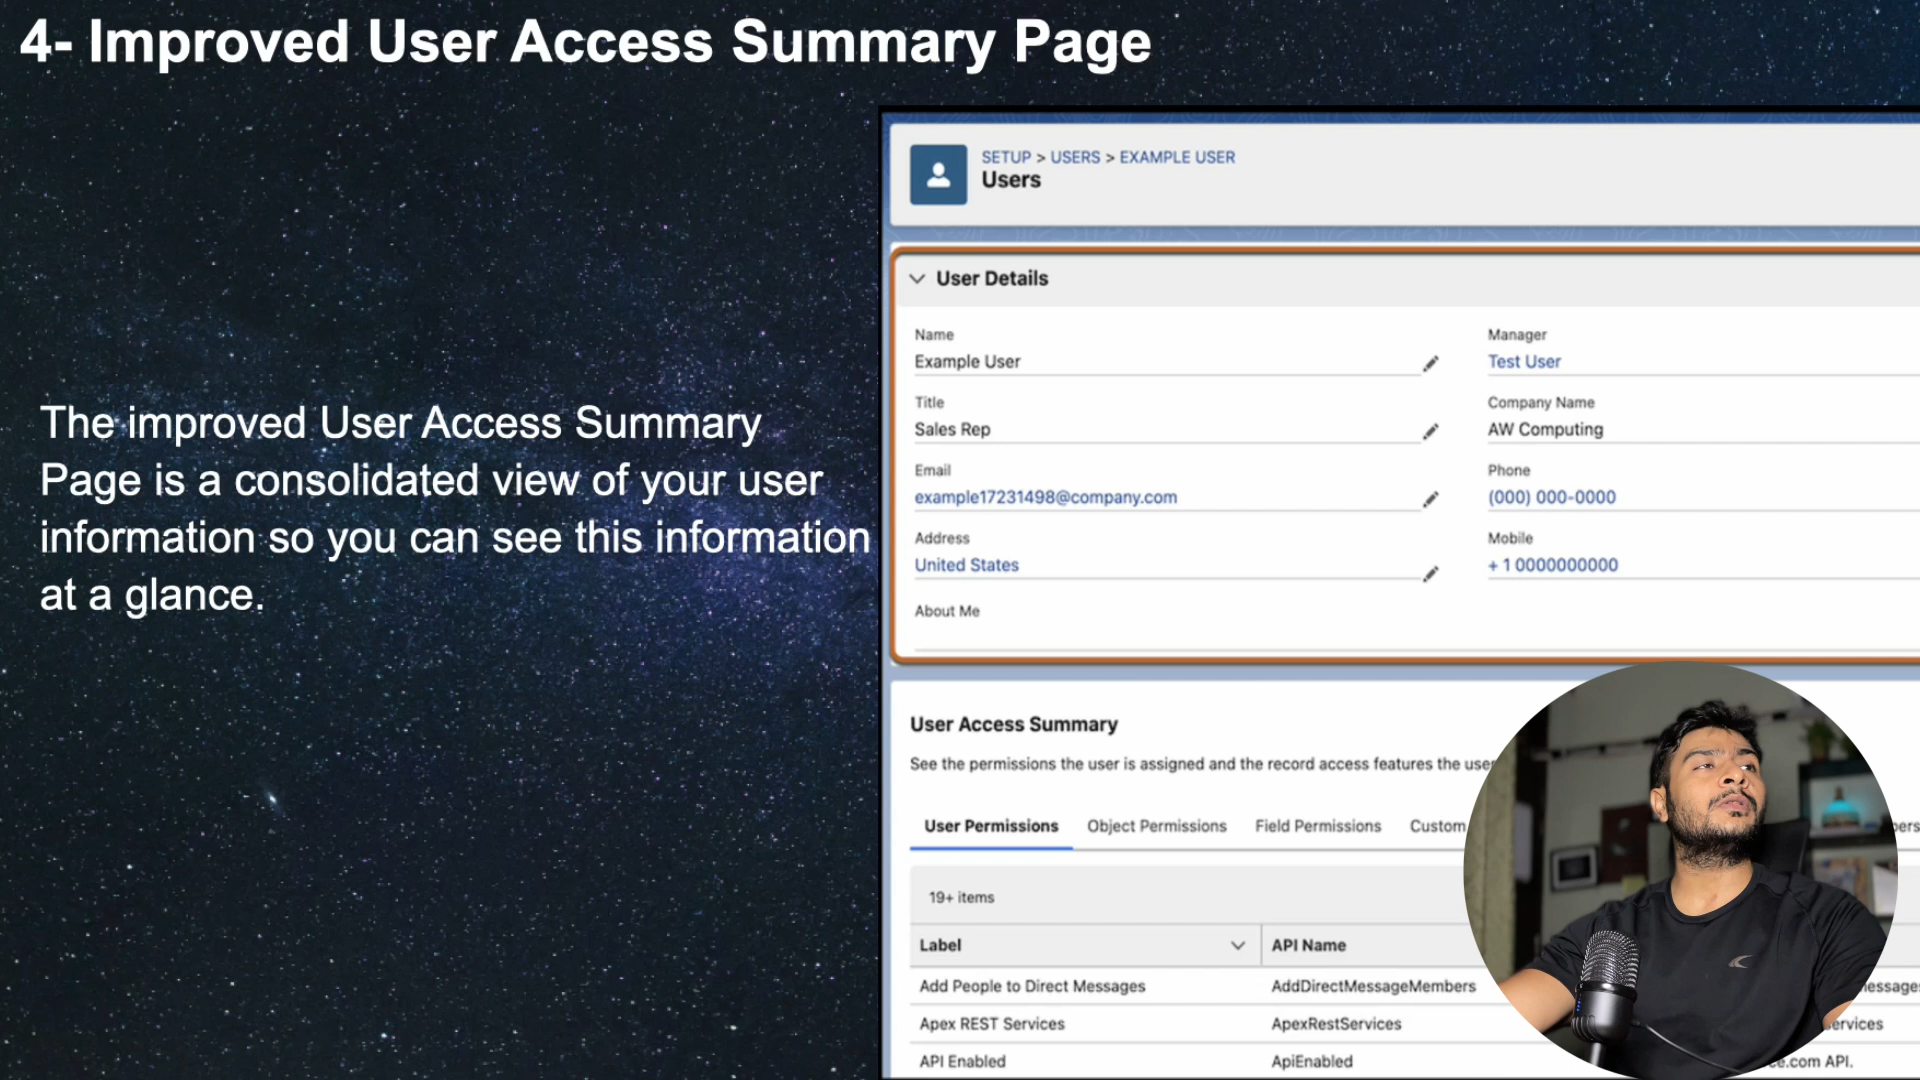 4- Improved User Access Summary Page
The improved User Access Summary
Page is a consolidated view of your user
information so you can see this information
at a glance.
SETUP > USERS > EXAMPLE USER
Users
User Details
Name
Example User
Manager
Test User
Title
Sales Rep
Company Name
AW Computing
Email
example17231498@company.com
Phone
(000) 000-0000
Address
United States
Mobile
+ 1 0000000000
About Me
User Access Summary
See the permissions the user is assigned and the record access features the
User Permissions Object Permissions Field Permissions Custom
19+ items
Label API Name
Add People to Direct Messages AddDirectMessageMembers
Apex REST Services ApexRestServices
API Enabled ApiEnabled API.